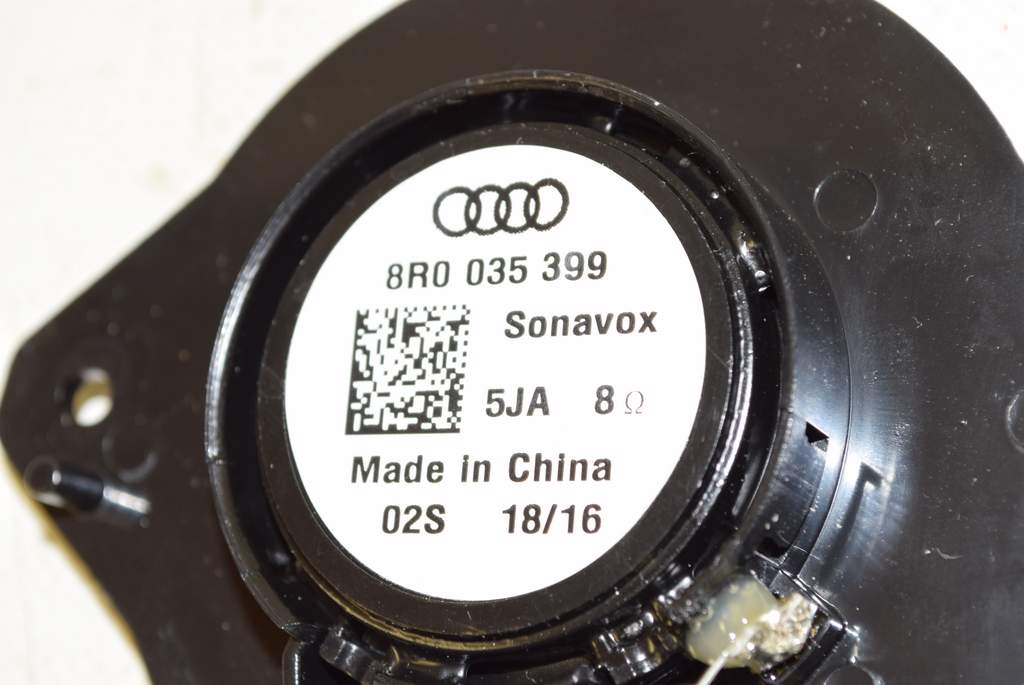 8R0 035 399
Sonavox
5JA 8Ω
Made in China
02S 18/16